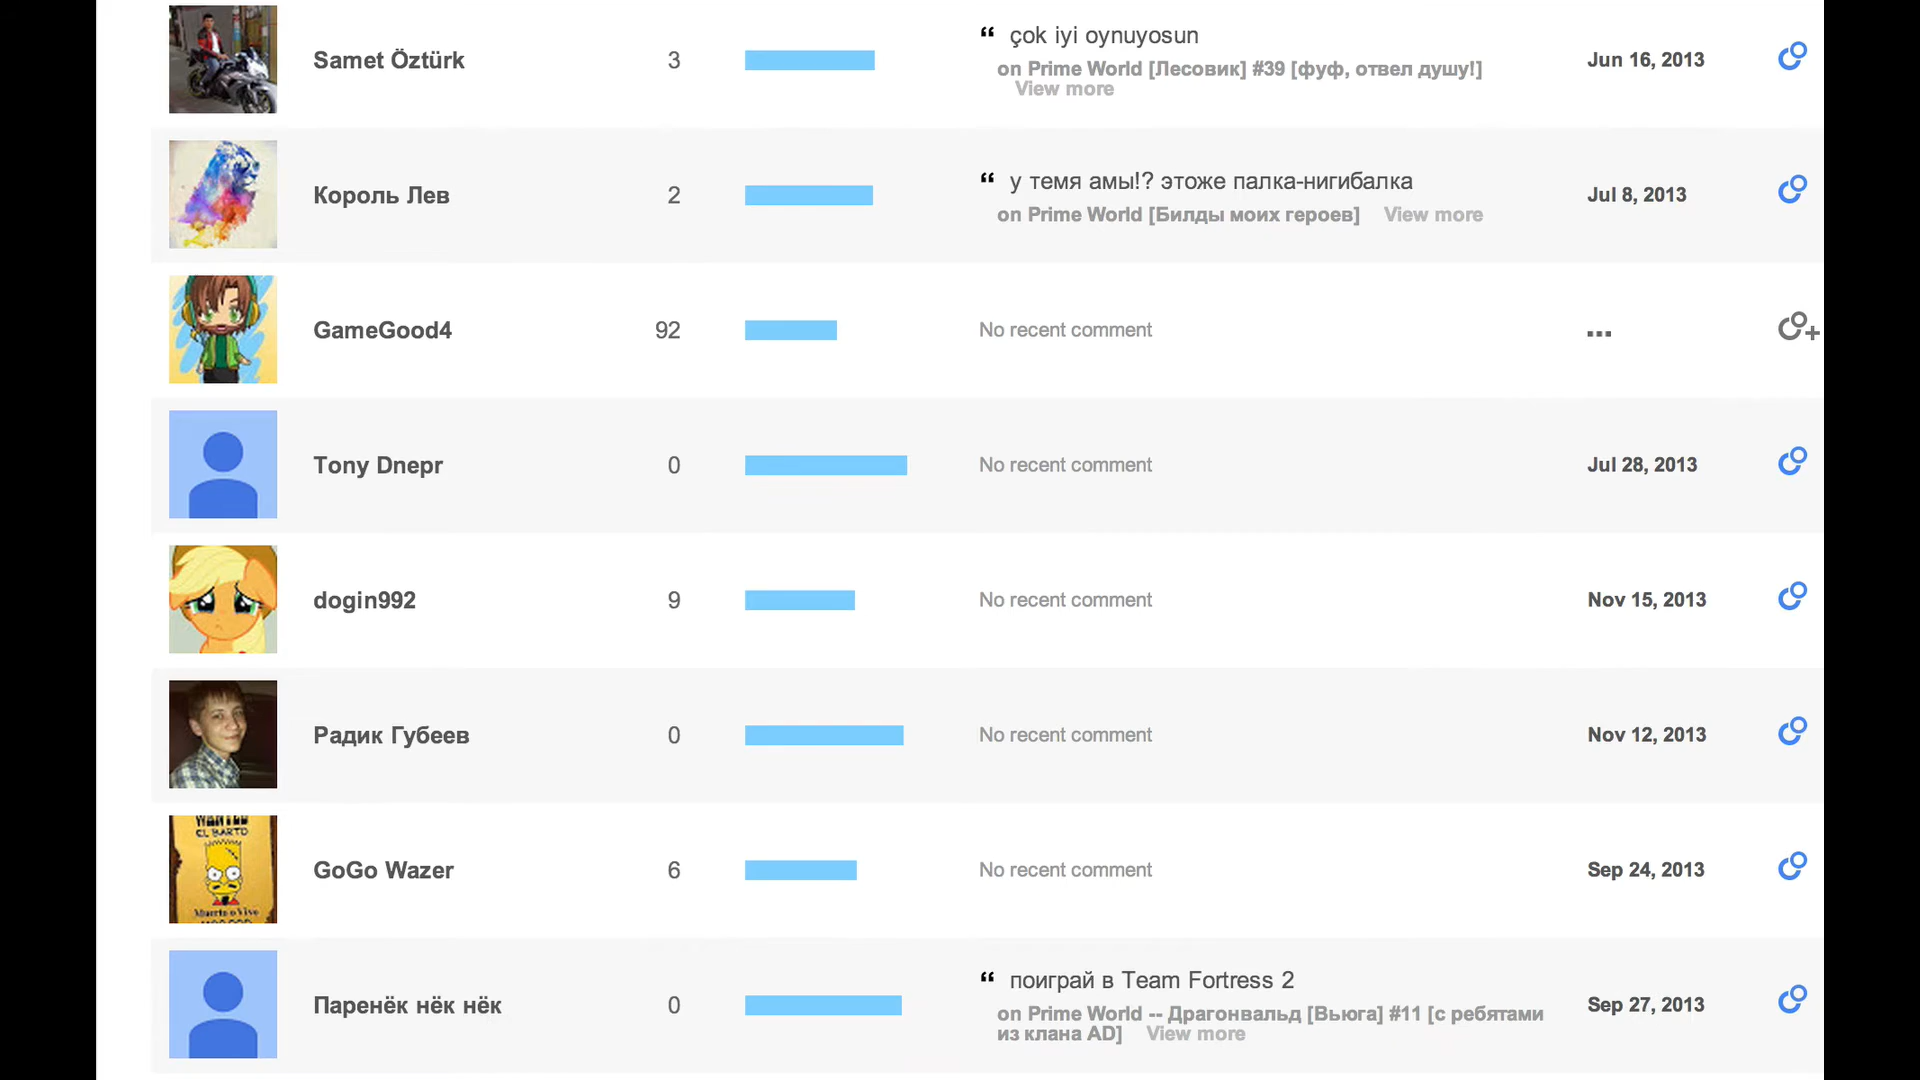 Samet Öztürk
3
“ çok iyi oynuyosun
on Prime World [Лесовик] #39 [фуф, отвел душу!]
View more
Jun 16, 2013
Король Лев
2
“ у темя амы!? этоже палка-нигибалка
on Prime World [Билды моих героев] View more
Jul 8, 2013
GameGood4
92
No recent comment
...
Tony Dnepr
0
No recent comment
Jul 28, 2013
dogin992
9
No recent comment
Nov 15, 2013
Радик Губеев
0
No recent comment
Nov 12, 2013
WANTED
EL BARTO
GoGo Wazer
6
No recent comment
Sep 24, 2013
Паренёк нёк нёк
0
“ поиграй в Team Fortress 2
on Prime World -- Драгонвальд [Вьюга] #11 [с ребятами
из клана AD] View more
Sep 27, 2013